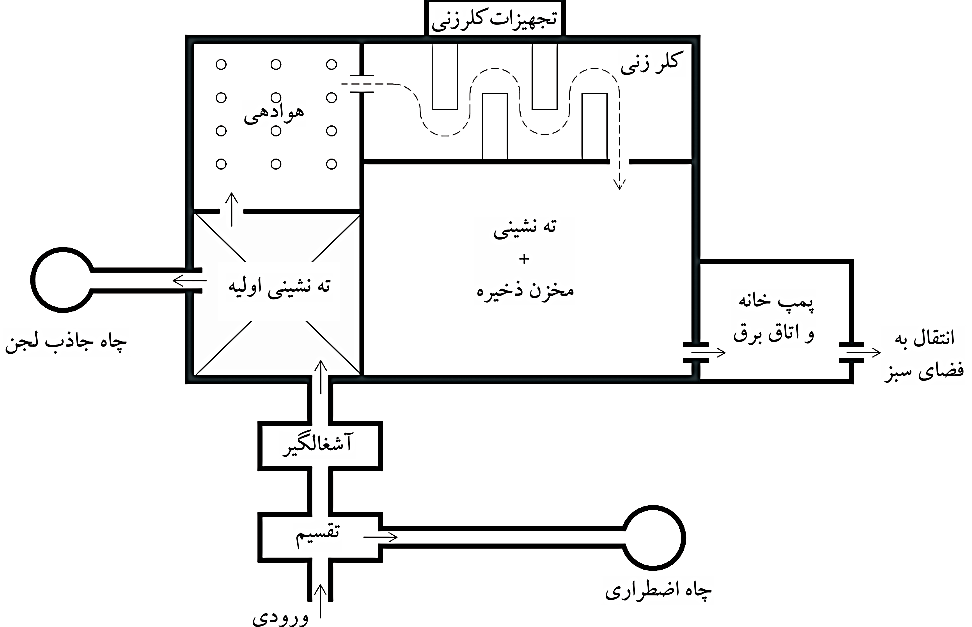 تجهیزات کلرزنی
کلر زنی
هوادهی
ته نشینی
+
مخزن ذخیره
ته نشینی اولیه
چاه جاذب لجن
پمپ خانه
و اتاق برق
انتقال به
فضای سبز
آشغالگیر
تقسیم
چاه اضطراری
ورودی